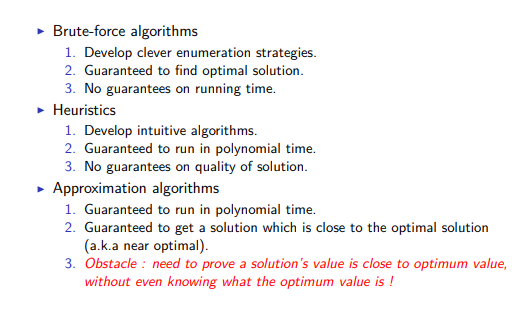 ▶ Brute-force algorithms
1. Develop clever enumeration strategies.
2. Guaranteed to find optimal solution.
3. No guarantees on running time.
▶ Heuristics
1. Develop intuitive algorithms.
2. Guaranteed to run in polynomial time.
3. No guarantees on quality of solution.
▶ Approximation algorithms
1. Guaranteed to run in polynomial time.
2. Guaranteed to get a solution which is close to the optimal solution
(a.k.a near optimal).
3. Obstacle : need to prove a solution's value is close to optimum value,
without even knowing what the optimum value is !